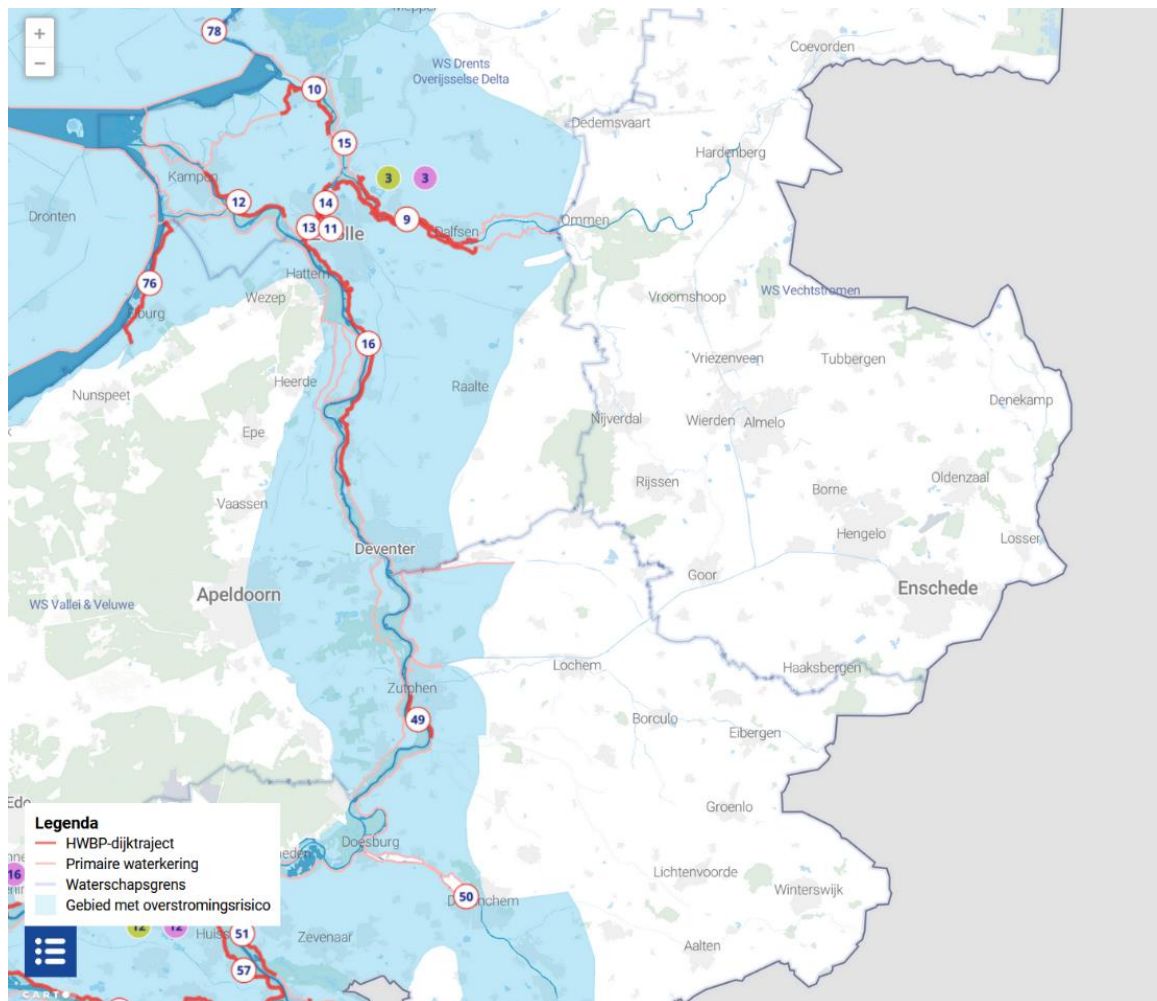 +
−
78
Meppel
WS Drents
Overijsselse Delta
Coevorden
10
Dedemsvaart
15
Hardenberg
Kampen
3
3
12
14
9
Dronten
Ommen
13
11
Dalfsen
Hattem
76
Wezep
Vroomshoop
WS Vechtstromen
Elburg
16
Vriezenveen
Tubbergen
Nunspeet
Heerde
Raalte
Denekamp
Epe
Nijverdal
Wierden
Almelo
Vaassen
Rijssen
Borne
Oldenzaal
Hengelo
Losser
Deventer
Goor
Enschede
Apeldoorn
WS Vallei & Veluwe
Lochem
Haaksbergen
Zutphen
49
Borculo
Eibergen
Ede
Groenlo
Doesburg
Legenda
HWBP-dijktraject
Primaire waterkering
Waterschapsgrens
Gebied met overstromingsrisico
Lichtenvoorde
Winterswijk
16
50
12
12
51
Zevenaar
Aalten
57
CARTO